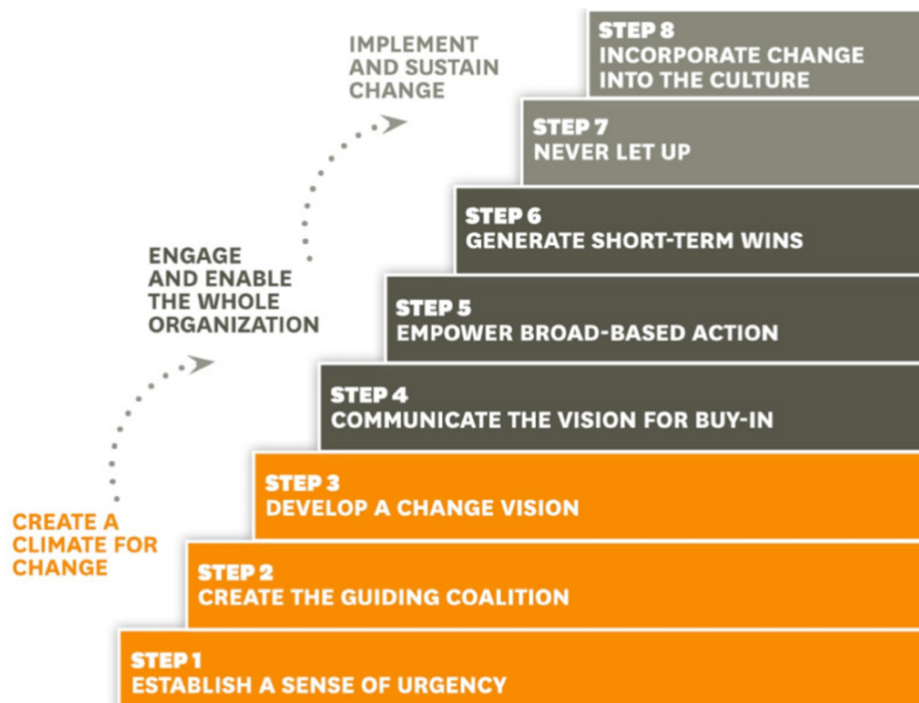 IMPLEMENT
AND SUSTAIN
CHANGE
STEP 8
INCORPORATE CHANGE
INTO THE CULTURE
STEP 7
NEVER LET UP
STEP 6
GENERATE SHORT-TERM WINS
ENGAGE
AND ENABLE
THE WHOLE
ORGANIZATION
STEP 5
EMPOWER BROAD-BASED ACTION
STEP 4
COMMUNICATE THE VISION FOR BUY-IN
STEP 3
DEVELOP A CHANGE VISION
CREATE A
CLIMATE FOR
CHANGE
STEP 2
CREATE THE GUIDING COALITION
STEP 1
ESTABLISH A SENSE OF URGENCY